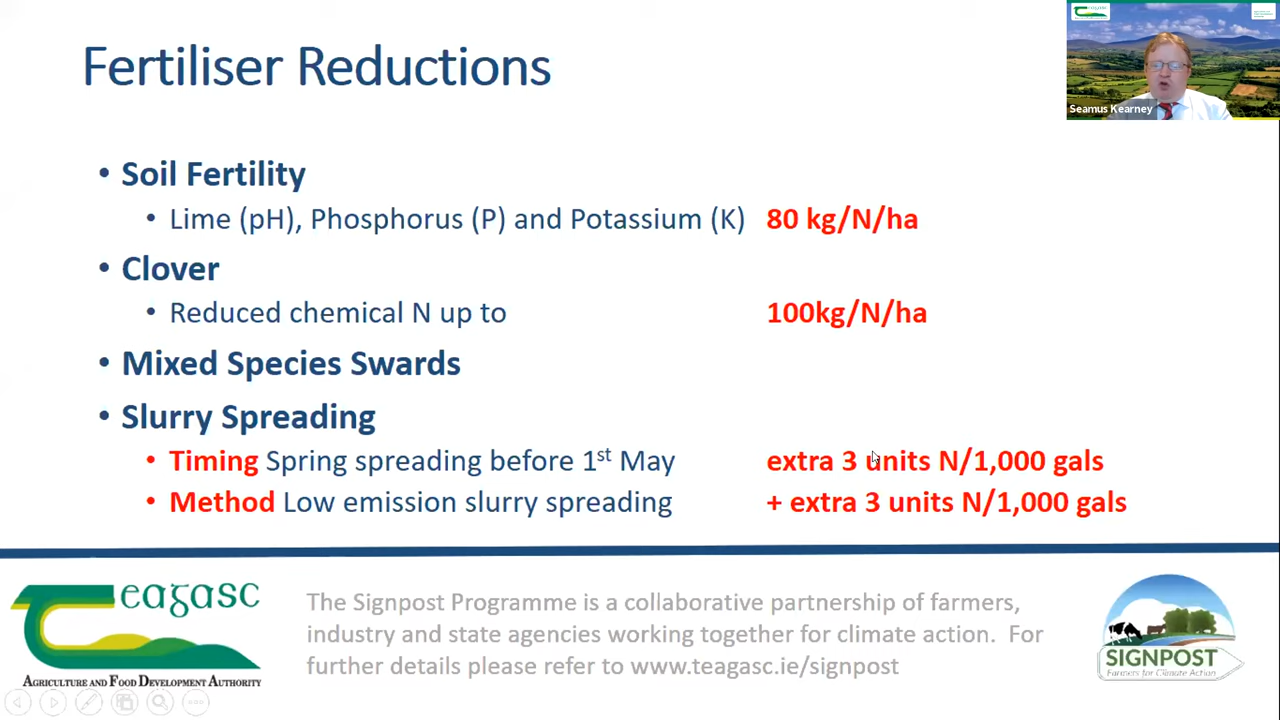 Fertiliser Reductions
Seamus Kearney
• Soil Fertility
• Lime (pH), Phosphorus (P) and Potassium (K) 80 kg/N/ha
• Clover
• Reduced chemical N up to 100kg/N/ha
• Mixed Species Swards
• Slurry Spreading
• Timing Spring spreading before 1st May extra 3 units N/1,000 gals
• Method Low emission slurry spreading + extra 3 units N/1,000 gals
eagasc
AGRICULTURE AND FOOD DEVELOPMENT AUTHORITY
The Signpost Programme is a collaborative partnership of farmers,
industry and state agencies working together for climate action. For
further details please refer to www.teagasc.ie/signpost
SIGNPOST
Farmers for Climate Action